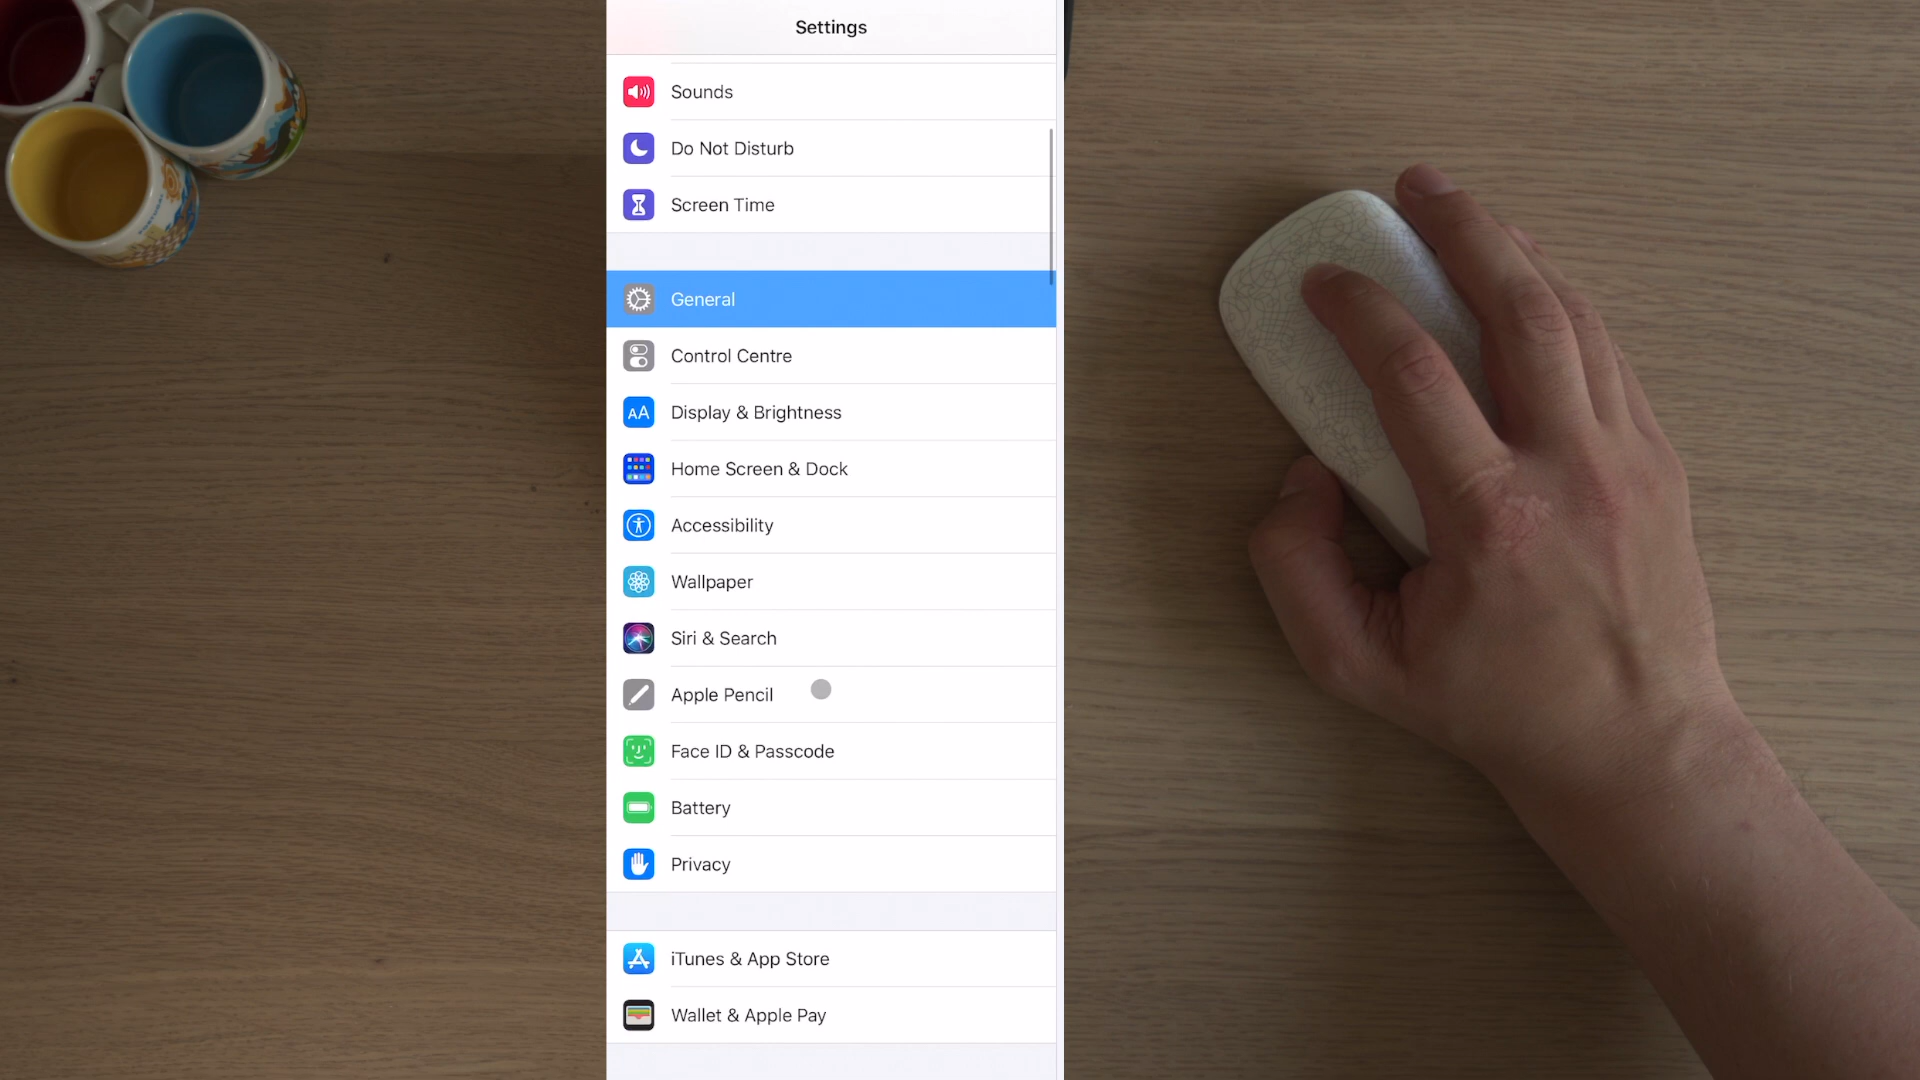 Settings
Sounds
Do Not Disturb
Screen Time
General
Control Centre
AA Display & Brightness
Home Screen & Dock
Accessibility
Wallpaper
Siri & Search
Apple Pencil
Face ID & Passcode
Battery
Privacy
iTunes & App Store
Wallet & Apple Pay